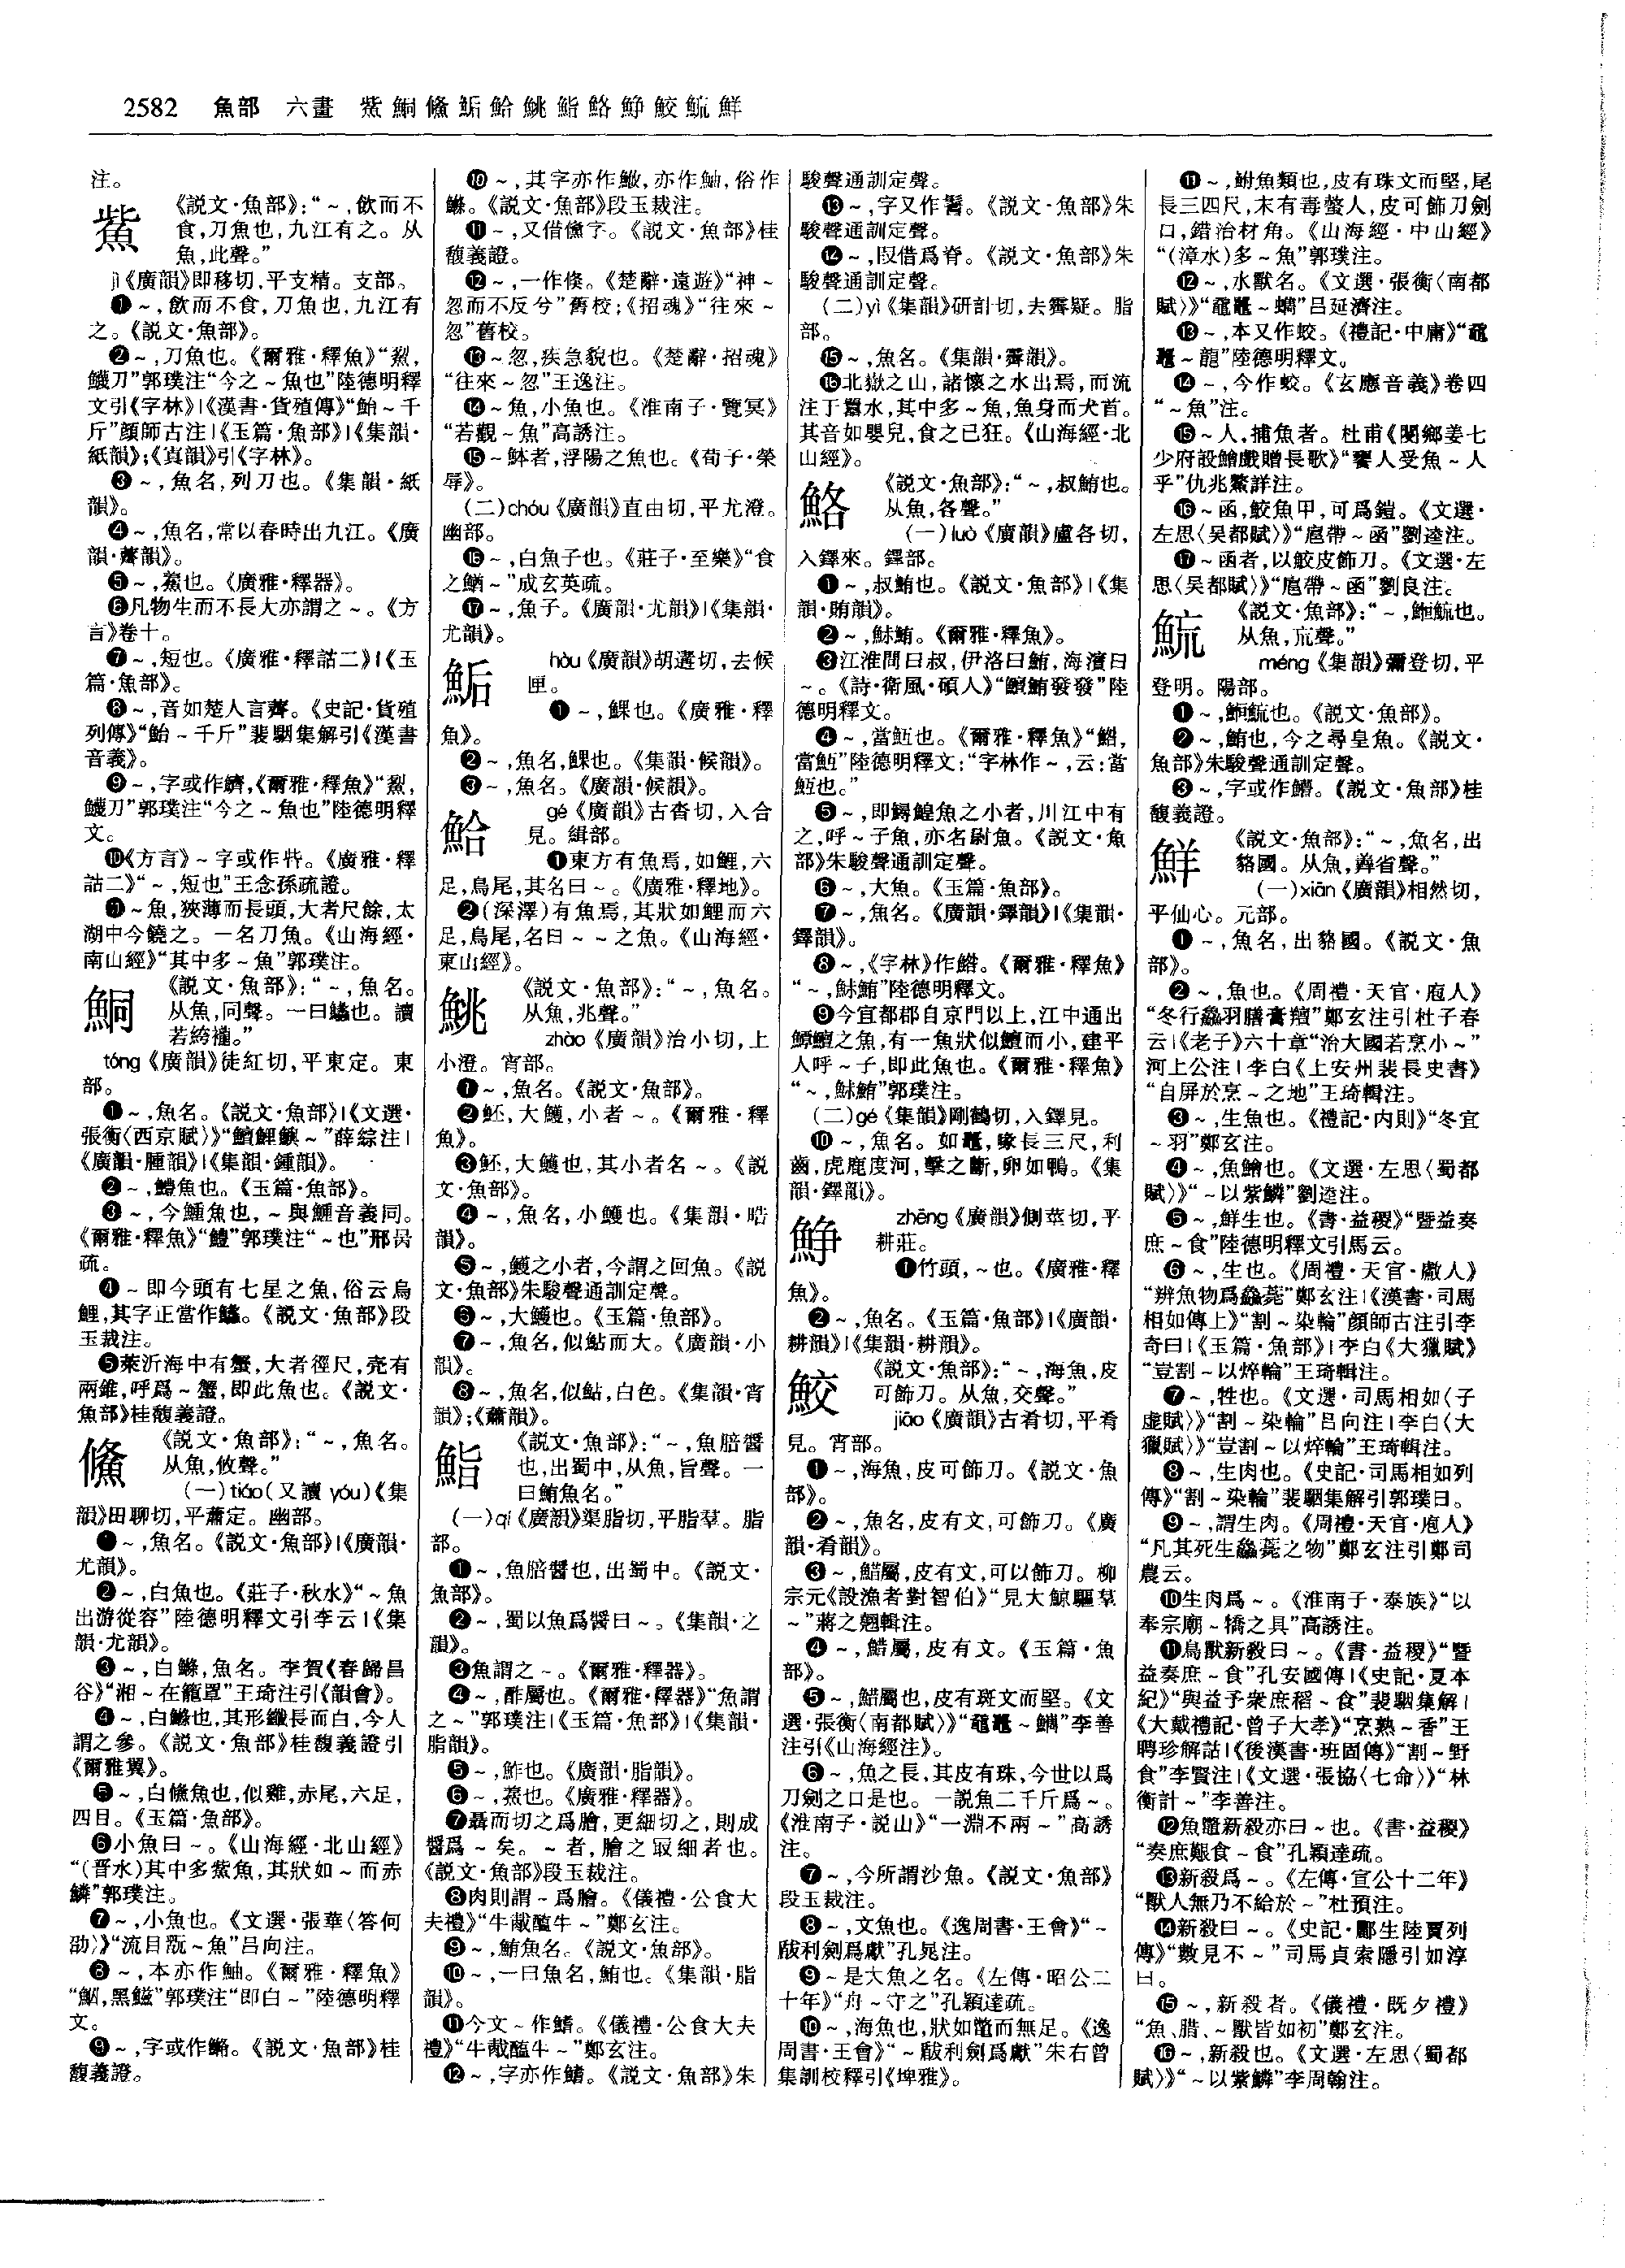 2582 魚部 六畫 鮆鮦鯈鮜鮯鮡鮨鮥鮩鮫䱀鮮
注。
鮆
《説文·魚部》：“～，飲而不
食，刀魚也，九江有之。从
魚，此聲。”
jì《廣韻》即移切，平支精。支部。
❶～，飲而不食，刀魚也，九江有
之。《説文·魚部》。
❷～，刀魚也。《爾雅·釋魚》“鮤，
鱴刀”郭璞注“今之～魚也”陸德明釋
文引《字林》|《漢書·貨殖傳》“鮐～千
斤”顔師古注|《玉篇·魚部》|《集韻·
紙韻》；《真韻》引《字林》。
❸～，魚名，列刀也。《集韻·紙
韻》。
❹～，魚名，常以春時出九江。《廣
韻·薺韻》。
❺～，鮝也。《廣雅·釋器》。
❻凡物生而不長大亦謂之～。《方
言》卷十。
❼～，短也。《廣雅·釋詁二》|《玉
篇·魚部》。
❽～，音如楚人言薺。《史記·貨殖
列傳》“鮐～千斤”裴駰集解引《漢書
音義》。
❾～，字或作鱭，《爾雅·釋魚》“鮤，
鱴刀”郭璞注“今之～魚也”陸德明釋
文。
❿《方言》～字或作㧗。《廣雅·釋
詁二》“～，短也”王念孫疏證。
⓫～魚，狹薄而長頭，大者尺餘，太
湖中今饒之。一名刀魚。《山海經·
南山經》“其中多～魚”郭璞注。
鮦
《説文·魚部》：“～，魚名。
从魚，同聲。一曰鱶也。讀
若絝襱。”
tóng《廣韻》徒紅切，平東定。東
部。
❶～，魚名。《説文·魚部》|《文選·
張衡〈西京賦〉》“鱣鯉鱮～”薛綜注|
《廣韻·腫韻》|《集韻·鍾韻》。
❷～，鱧魚也。《玉篇·魚部》。
❸～，今鰹魚也，～與鰹音義同。
《爾雅·釋魚》“鱧”郭璞注“～也”邢昺
疏。
❹～即今頭有七星之魚，俗云烏
鯉，其字正當作鱶。《説文·魚部》段
玉裁注。
❺萊沂海中有蟹，大者徑尺，壳有
兩錐，呼爲～蟹，即此魚也。《説文·
魚部》桂馥義證。
鯈
《説文·魚部》：“～，魚名。
从魚，攸聲。”
(一)tiáo(又讀yóu)《集
韻》田聊切，平蕭定。幽部。
❶～，魚名。《説文·魚部》|《廣韻·
尤韻》。
❷～，白魚也。《莊子·秋水》“～魚
出游從容”陸德明釋文引李云|《集
韻·尤韻》。
❸～，白鰷，魚名。李賀《春歸昌
谷》“湘～在籠罩”王琦注引《韻會》。
❹～，白鰷也，其形纖長而白，今人
謂之參。《説文·魚部》桂馥義證引
《爾雅翼》。
❺～，白儵魚也，似雞，赤尾，六足，
四目。《玉篇·魚部》。
❻小魚曰～。《山海經·北山經》
“(晋水)其中多鮆魚，其狀如～而赤
鱗”郭璞注。
❼～，小魚也。《文選·張華〈答何
劭〉》“流目翫～魚”吕向注。
❽～，本亦作鮋。《爾雅·釋魚》
“鮂，黑鰦”郭璞注“即白～”陸德明釋
文。
❾～，字或作鯈。《説文·魚部》桂
馥義證。
❿～，其字亦作鰲，亦作鮋，俗作
鰷。《説文·魚部》段玉裁注。
⓫～，又借儵字。《説文·魚部》桂
馥義證。
⓬～，一作倏。《楚辭·遠遊》“神～
忽而不反兮”舊校；《招魂》“往來～
忽”舊校。
⓭～忽，疾急貌也。《楚辭·招魂》
“往來～忽”王逸注。
⓮～魚，小魚也。《淮南子·覽冥》
“若觀～魚”高誘注。
⓯～䱁者，浮陽之魚也。《荀子·榮
辱》。
(二)chóu《廣韻》直由切，平尤澄。
幽部。
⓰～，白魚子也。《莊子·至樂》“食
之鰌～”成玄英疏。
⓱～，魚子。《廣韻·尤韻》|《集韻·
尤韻》。
鮜
hòu《廣韻》胡遘切，去候
匣。
❶～，鯸也。《廣雅·釋
魚》。
❷～，魚名，鯸也。《集韻·候韻》。
❸～，魚名。《廣韻·候韻》。
鮯
gé《廣韻》古沓切，入合
見。緝部。
❶東方有魚焉，如鯉，六
足，鳥尾，其名曰～。《廣雅·釋地》。
❷(深澤)有魚焉，其狀如鯉而六
足，鳥尾，名曰～～之魚。《山海經·
東山經》。
鮡
《説文·魚部》：“～，魚名。
从魚，兆聲。”
zhào《廣韻》治小切，上
小澄。宵部。
❶～，魚名。《説文·魚部》。
❷魾，大鱯，小者～。《爾雅·釋
魚》。
❸魾，大鱯也，其小者名～。《説
文·魚部》。
❹～，魚名，小鱯也。《集韻·晧
韻》。
❺～，鱯之小者，今謂之回魚。《説
文·魚部》朱駿聲通訓定聲。
❻～，大鱯也。《玉篇·魚部》。
❼～，魚名，似鮎而大。《廣韻·小
韻》。
❽～，魚名，似鮎，白色。《集韻·宵
韻》；《蕭韻》。
鮨
《説文·魚部》：“～，魚䏽醬
也，出蜀中，从魚，旨聲。一
曰鮪魚名。”
(一)qí《廣韻》渠脂切，平脂羣。脂
部。
❶～，魚䏽醬也，出蜀中。《説文·
魚部》。
❷～，蜀以魚爲醬曰～。《集韻·之
韻》。
❸魚謂之～。《爾雅·釋器》。
❹～，酢屬也。《爾雅·釋器》“魚謂
之～”郭璞注|《玉篇·魚部》|《集韻·
脂韻》。
❺～，鮓也。《廣韻·脂韻》。
❻～，鮝也。《廣雅·釋器》。
❼聶而切之爲膾，更細切之，則成
醬爲～矣。～者，膾之最細者也。
《説文·魚部》段玉裁注。
❽肉則謂～爲膾。《儀禮·公食大
夫禮》“牛胾醢牛～”鄭玄注。
❾～，鮪魚名。《説文·魚部》。
❿～，一曰魚名，鮪也。《集韻·脂
韻》。
⓫今文～作鰭。《儀禮·公食大夫
禮》“牛胾醢牛～”鄭玄注。
⓬～，字亦作鰭。《説文·魚部》朱
駿聲通訓定聲。
⓭～，字又作鬐。《説文·魚部》朱
駿聲通訓定聲。
⓮～，叚借爲脊。《説文·魚部》朱
駿聲通訓定聲。
(二)yì《集韻》研計切，去霽疑。脂
部。
⓯～，魚名。《集韻·霽韻》。
⓰北嶽之山，諸懷之水出焉，而流
注于囂水，其中多～魚，魚身而犬首。
其音如嬰兒，食之已狂。《山海經·北
山經》。
鮥
《説文·魚部》：“～，叔鮪也。
从魚，各聲。”
(一)luò《廣韻》盧各切，
入鐸來。鐸部。
❶～，叔鮪也。《説文·魚部》|《集
韻·賄韻》。
❷～，鮛鮪。《爾雅·釋魚》。
❸江淮間曰叔，伊洛曰鮪，海濱曰
～。《詩·衛風·碩人》“鱣鮪發發”陸
德明釋文。
❹～，當魱也。《爾雅·釋魚》“鯦，
當魱”陸德明釋文：“字林作～，云：當
魱也。”
❺～，即鱘鰉魚之小者，川江中有
之，呼～子魚，亦名尉魚。《説文·魚
部》朱駿聲通訓定聲。
❻～，大魚。《玉篇·魚部》。
❼～，魚名。《廣韻·鐸韻》|《集韻·
鐸韻》。
❽～，《字林》作鯦。《爾雅·釋魚》
“～，鮛鮪”陸德明釋文。
❾今宜都郡自京門以上，江中通出
鱏鱣之魚，有一魚狀似鱣而小，建平
人呼～子，即此魚也。《爾雅·釋魚》
“～，鮛鮪”郭璞注。
(二)gé《集韻》剛鶴切，入鐸見。
❿～，魚名。如鼉，喙長三尺，利
齒，虎鹿度河，擊之斷，卵如鴨。《集
韻·鐸韻》。
鮩
zhēng《廣韻》側莖切，平
耕莊。
❶竹頭，～也。《廣雅·釋
魚》。
❷～，魚名。《玉篇·魚部》|《廣韻·
耕韻》|《集韻·耕韻》。
鮫
《説文·魚部》：“～，海魚，皮
可飾刀。从魚，交聲。”
jiāo《廣韻》古肴切，平肴
見。宵部。
❶～，海魚，皮可飾刀。《説文·魚
部》。
❷～，魚名，皮有文，可飾刀。《廣
韻·肴韻》。
❸～，䱜屬，皮有文，可以飾刀。柳
宗元《設漁者對智伯》“見大鯨驅羣
～”蔣之翹輯注。
❹～，䱜屬，皮有文。《玉篇·魚
部》。
❺～，䱜屬也，皮有斑文而堅。《文
選·張衡〈南都賦〉》“黿鼉～鱅”李善
注引《山海經注》。
❻～，魚之長，其皮有珠，今世以爲
刀劍之口是也。一説魚二千斤爲～。
《淮南子·説山》“一淵不兩～”高誘
注。
❼～，今所謂沙魚。《説文·魚部》
段玉裁注。
❽～，文魚也。《逸周書·王會》“～
瞂利劍爲獻”孔晁注。
❾～是大魚之名。《左傳·昭公二
十年》“舟～守之”孔穎達疏。
❿～，海魚也，狀如鼈而無足。《逸
周書·王會》“～瞂利劍爲獻”朱右曾
集訓校釋引《埤雅》。
⓫～，鮒魚類也，皮有珠文而堅，尾
長三四尺，末有毒螫人，皮可飾刀劍
口，錯治材角。《山海經·中山經》
“(漳水)多～魚”郭璞注。
⓬～，水獸名。《文選·張衡〈南都
賦〉》“黿鼉～蠵”吕延濟注。
⓭～，本又作蛟。《禮記·中庸》“黿
鼉～龍”陸德明釋文。
⓮～，今作蛟。《玄應音義》卷四
“～魚”注。
⓯～人，捕魚者。杜甫《閿鄉姜七
少府設鱠戲贈長歌》“饔人受魚～人
手”仇兆鰲詳注。
⓰～函，鮫魚甲，可爲鎧。《文選·
左思〈吴都賦〉》“扈帶～函”劉逵注。
⓱～函者，以鮫皮飾刀。《文選·左
思〈吴都賦〉》“扈帶～函”劉良注。
䱀
《説文·魚部》：“～，䱭䱀也。
从魚，㡃聲。”
méng《集韻》彌登切，平
登明。陽部。
❶～，䱭䱀也。《説文·魚部》。
❷～，鮪也，今之尋皇魚。《説文·
魚部》朱駿聲通訓定聲。
❸～，字或作鱛。《説文·魚部》桂
馥義證。
鮮
《説文·魚部》：“～，魚名，出
貉國。从魚，羴省聲。”
(一)xiān《廣韻》相然切，
平仙心。元部。
❶～，魚名，出貉國。《説文·魚
部》。
❷～，魚也。《周禮·天官·庖人》
“冬行鱻羽膳膏羶”鄭玄注引杜子春
云|《老子》六十章“治大國若烹小～”
河上公注|李白《上安州裴長史書》
“自屏於烹～之地”王琦輯注。
❸～，生魚也。《禮記·内則》“冬宜
～羽”鄭玄注。
❹～，魚鱠也。《文選·左思〈蜀都
賦〉》“～以紫鱗”劉逵注。
❺～，鮮生也。《書·益稷》“暨益奏
庶～食”陸德明釋文引馬云。
❻～，生也。《周禮·天官·䱷人》
“辨魚物爲鱻薧”鄭玄注|《漢書·司馬
相如傳上》“割～染輪”顔師古注引李
奇曰|《玉篇·魚部》|李白《大獵賦》
“豈割～以焠輪”王琦輯注。
❼～，牲也。《文選·司馬相如〈子
虚賦〉》“割～染輪”吕向注|李白〈大
獵賦〉》“豈割～以焠輪”王琦輯注。
❽～，生肉也。《史記·司馬相如列
傳》“割～染輪”裴駰集解引郭璞曰。
❾～，謂生肉。《周禮·天官·庖人》
“凡其死生鱻薧之物”鄭玄注引鄭司
農云。
❿生肉爲～。《淮南子·泰族》“以
奉宗廟～犞之具”高誘注。
⓫鳥獸新殺曰～。《書·益稷》“暨
益奏庶～食”孔安國傳|《史記·夏本
紀》“與益予衆庶稻～食”裴駰集解|
《大戴禮記·曾子大孝》“烹熟～香”王
聘珍解詁|《後漢書·班固傳》“割～野
食”李賢注|《文選·張協〈七命〉》“林
衡計～”李善注。
⓬魚鼈新殺亦曰～也。《書·益稷》
“奏庶艱食～食”孔穎達疏。
⓭新殺爲～。《左傳·宣公十二年》
“獸人無乃不給於～”杜預注。
⓮新殺曰～。《史記·酈生陸賈列
傳》“數見不～”司馬貞索隱引如淳
曰。
⓯～，新殺者。《儀禮·既夕禮》
“魚、腊、～獸皆如初”鄭玄注。
⓰～，新殺也。《文選·左思〈蜀都
賦〉》“～以紫鱗”李周翰注。